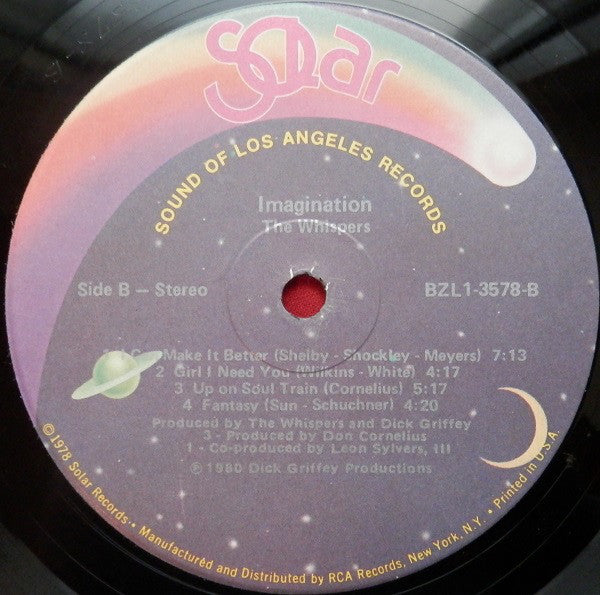 Solar
SOUND OF LOS ANGELES RECORDS
Imagination
The Whispers
Side B — Stereo
BZL1-3578-B
Make It Better (Shelby - Shockley - Meyers) 7:13
2 Girl I Need You (Wilkins - White) 4:17
3 Up on Soul Train (Cornelius) 5:17
4 Fantasy (Sun - Schuchner) 4:20
Produced by The Whispers and Dick Griffey
3 - Produced by Don Cornelius
1 - Co-produced by Leon Sylvers, III
℗ 1980 Dick Griffey Productions
© 1978 Solar Records • Manufactured and Distributed by RCA Records, New York, N.Y. • Printed in U.S.A.